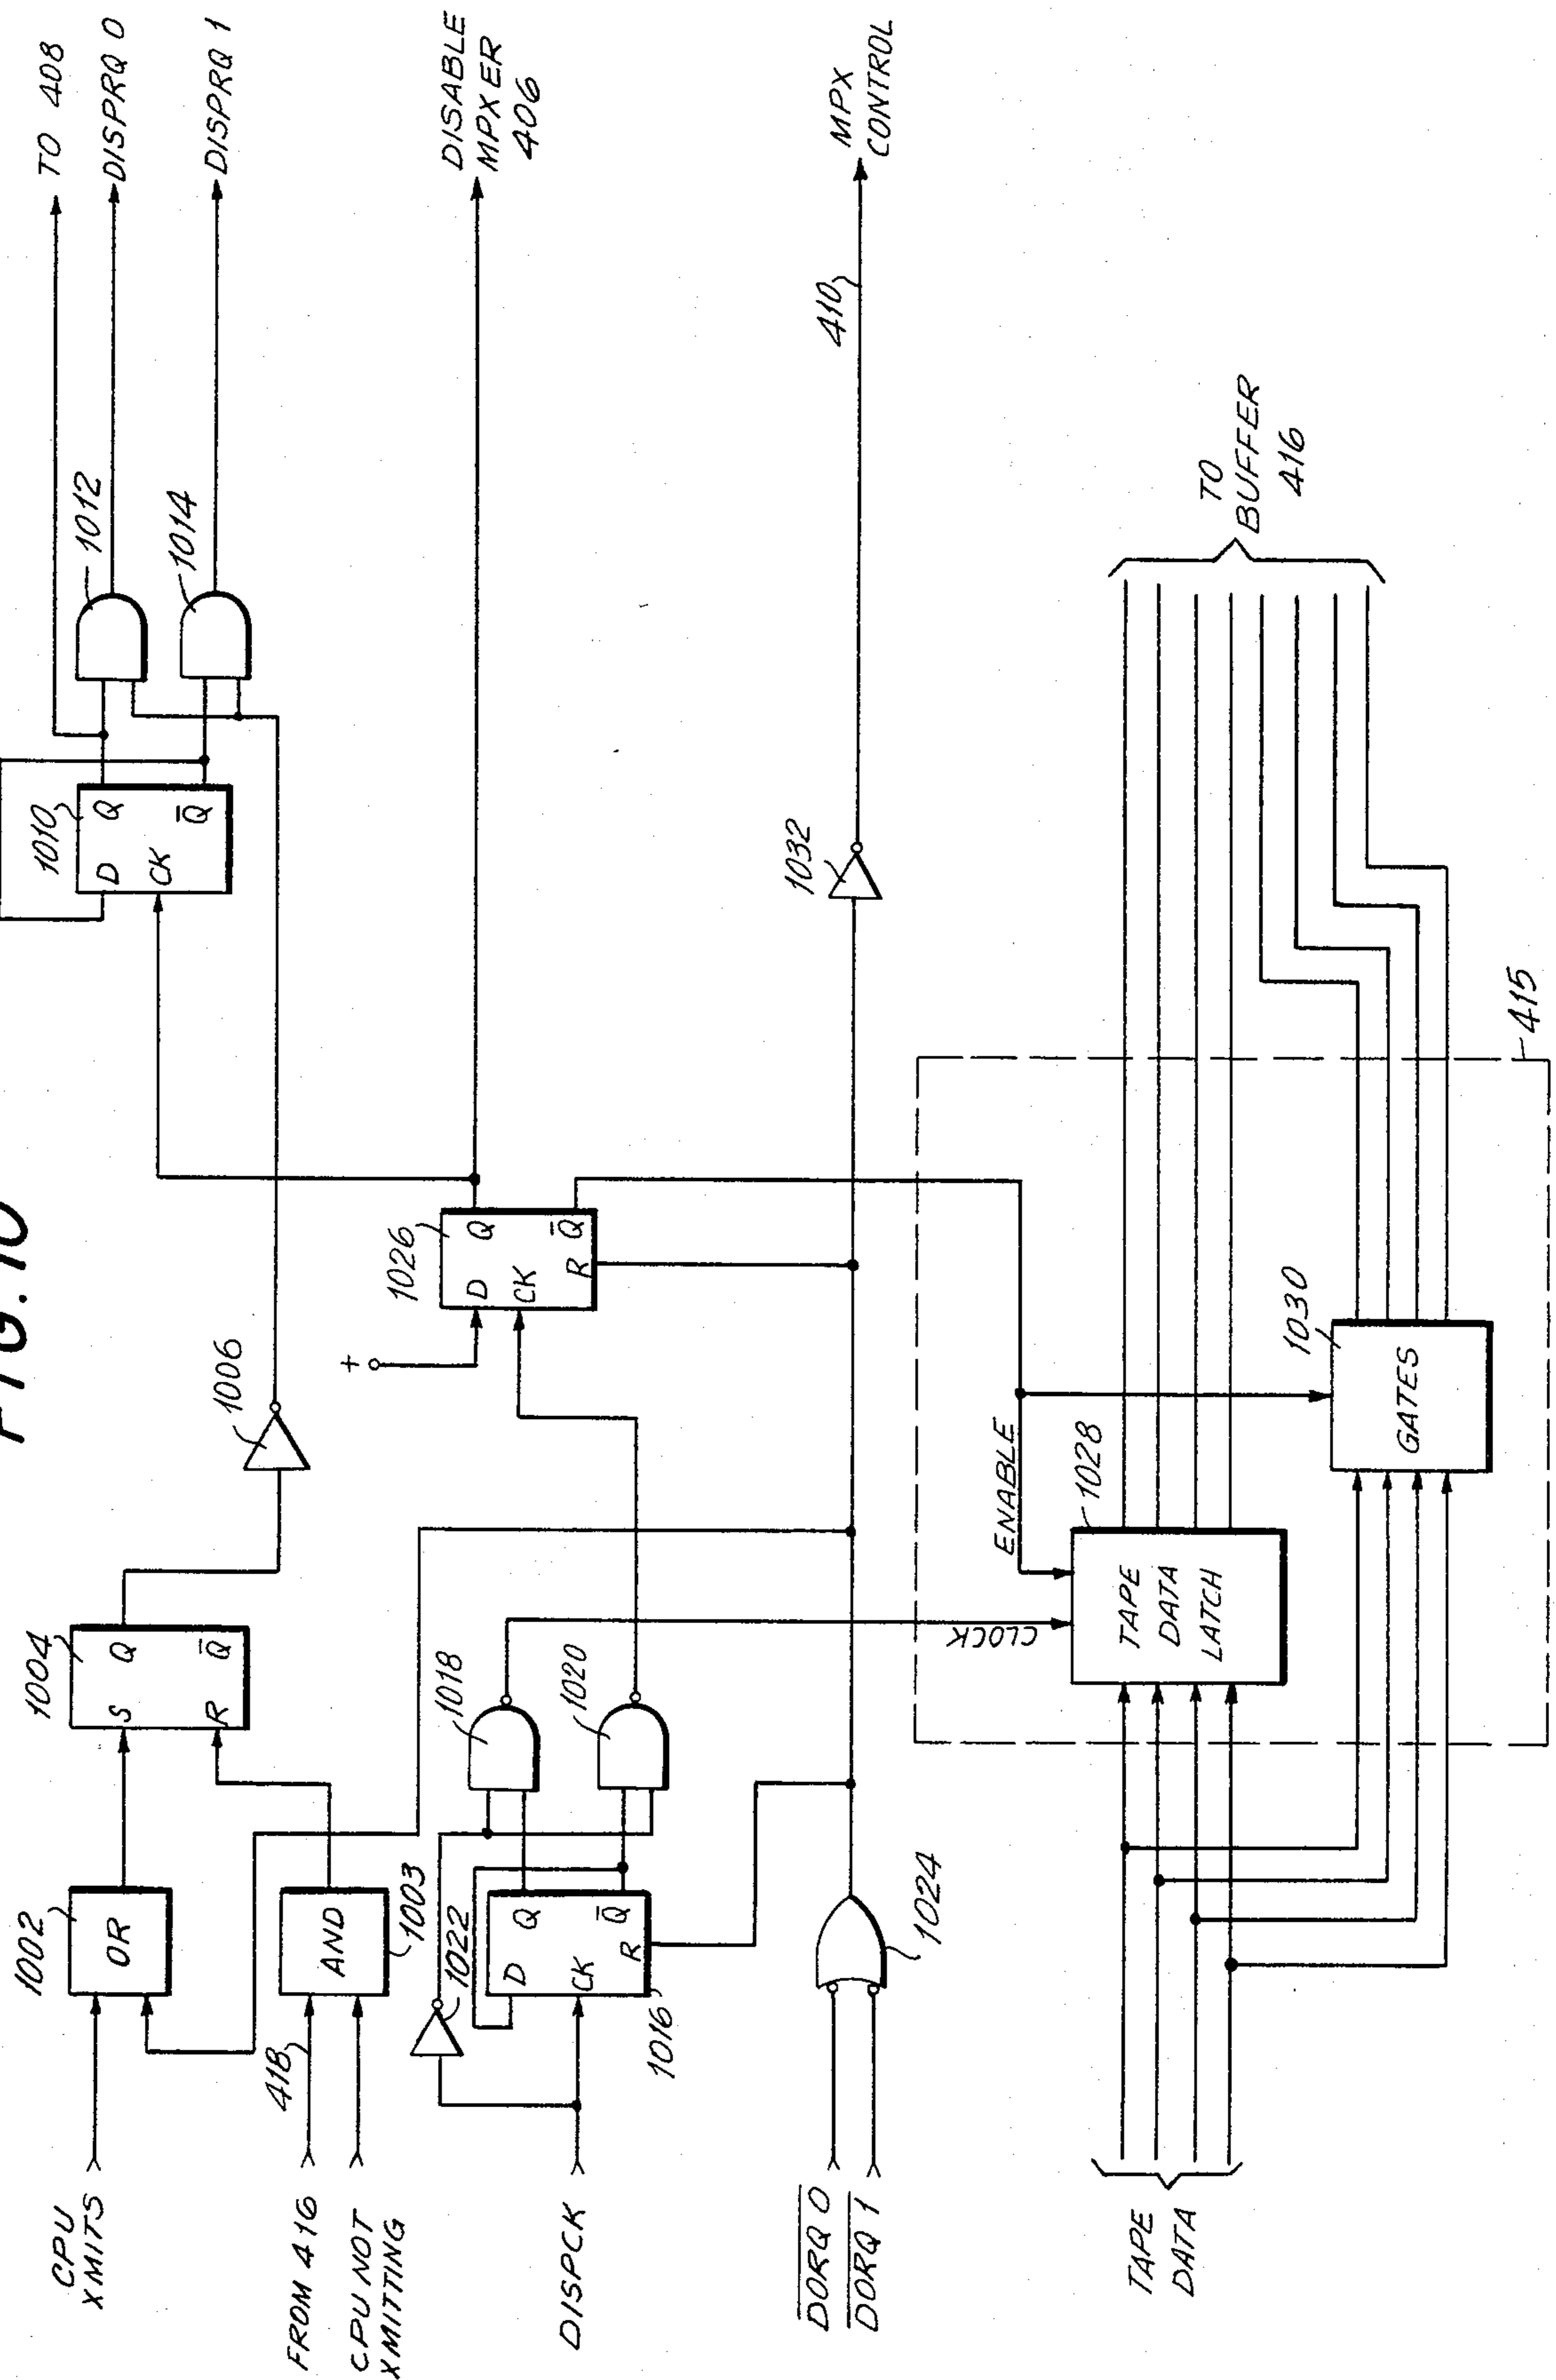 FIG. 10
CPU
XMITS
1002
OR
1004
S
Q
R
Q̅
1006
FROM 416
418
CPU NOT
XMITTING
AND
1003
1010
D
Q
CK
Q̅
1012
1014
TO 408
DISPRQ 0
DISPRQ 1
DISPCK
1022
1016
D
Q
CK
Q̅
R
1018
1020
+
1026
D
Q
CK
Q̅
R
DISABLE
MPXER
406
D̅O̅R̅Q̅ 0̅
D̅O̅R̅Q̅ 1̅
1024
1032
410
MPX
CONTROL
CLOCK
ENABLE
1028
TAPE
DATA
LATCH
1030
GATES
415
TAPE
DATA
TO
BUFFER
416